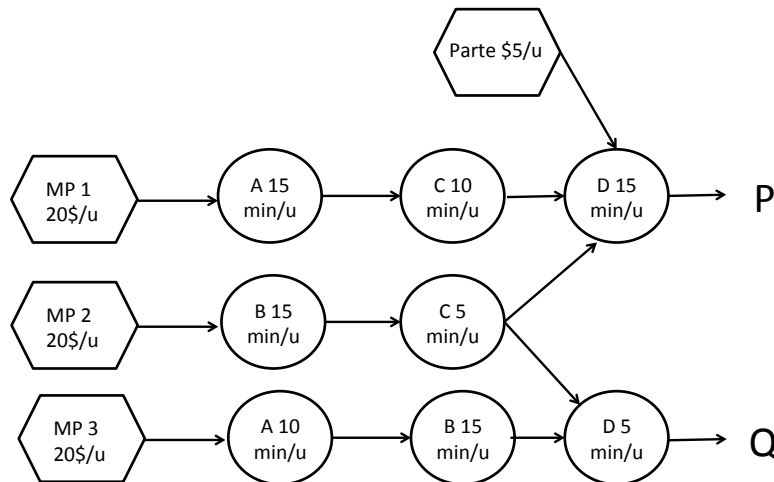 Parte $5/u
MP 1
20$/u
A 15
min/u
C 10
min/u
D 15
min/u
P
MP 2
20$/u
B 15
min/u
C 5
min/u
MP 3
20$/u
A 10
min/u
B 15
min/u
D 5
min/u
Q